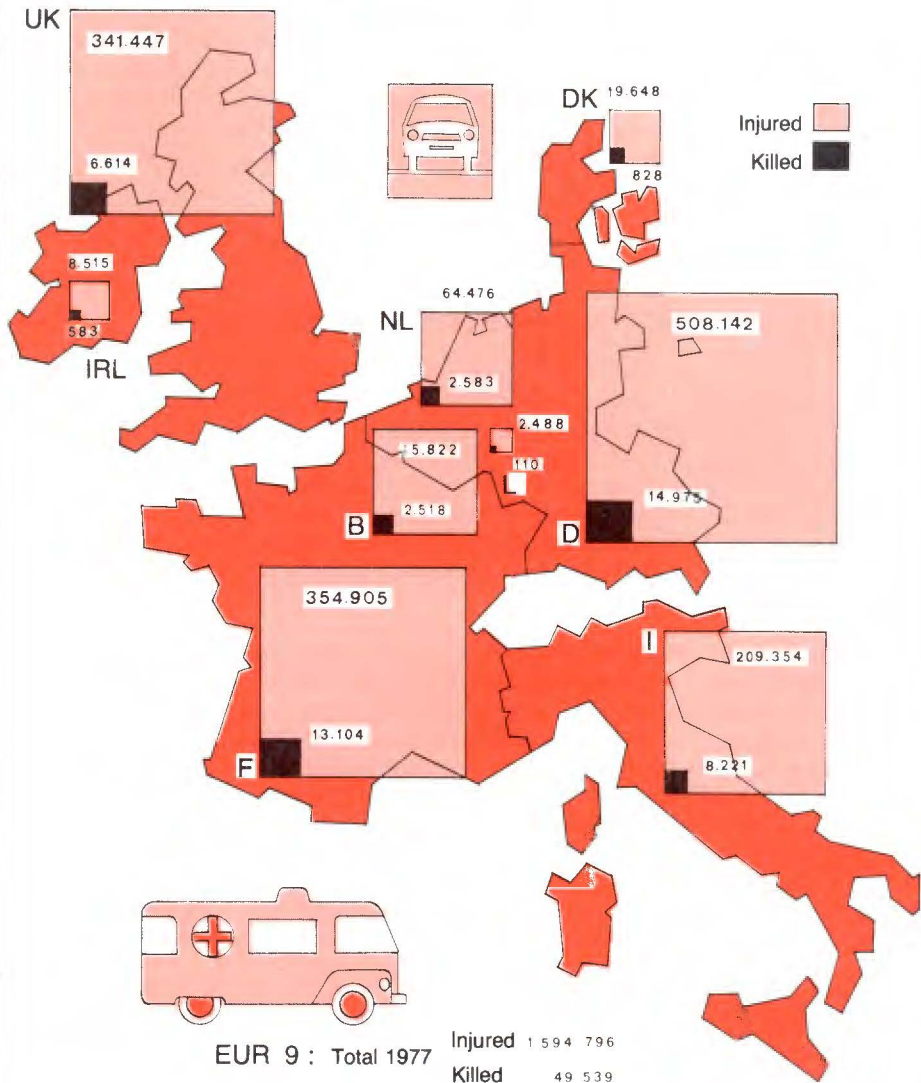 UK
341.447
6.614
8.515
583
IRL
DK
19.648
828
Injured
Killed
64.476
NL
2.583
508.142
14.975
D
2.488
110
15.822
2.518
B
354.905
13.104
F
I
209.354
8.221
EUR 9 : Total 1977
Injured 1 594 796
Killed 49 539